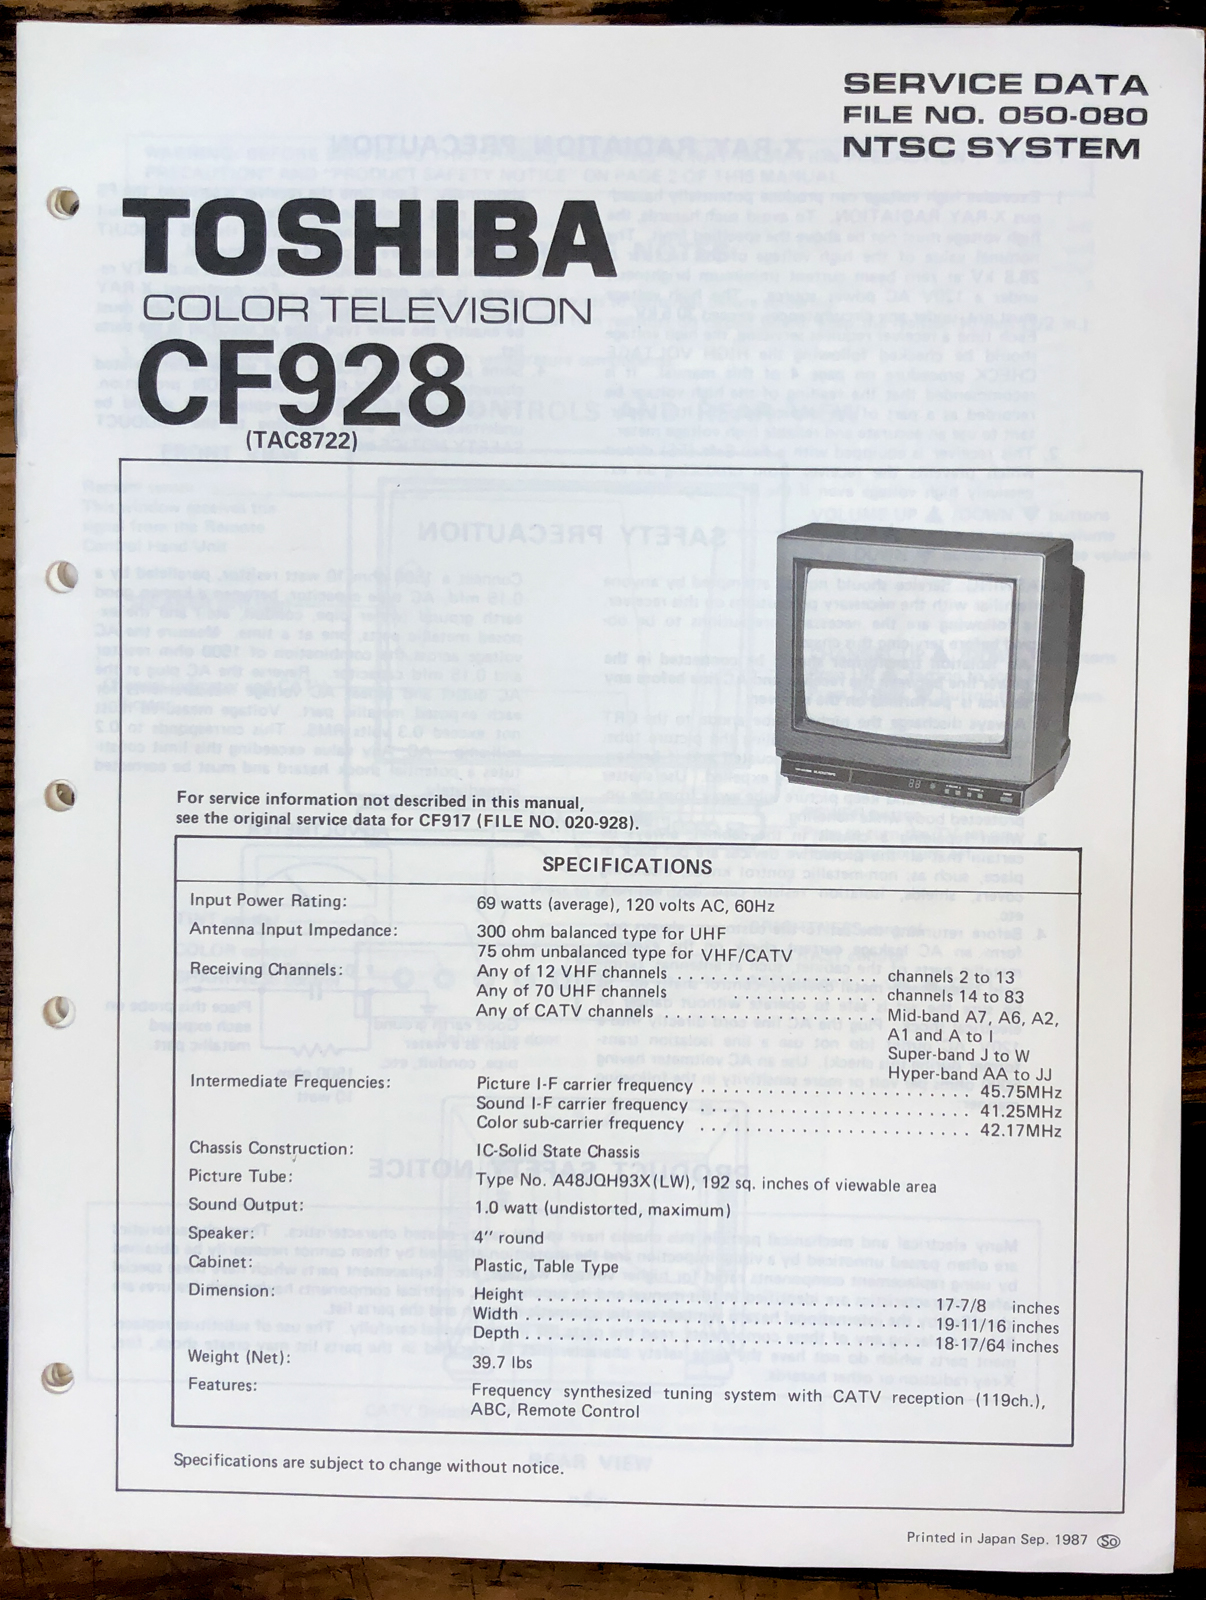 SERVICE DATA
FILE NO. 050-080
NTSC SYSTEM
TOSHIBA
COLOR TELEVISION
CF928
(TAC8722)
For service information not described in this manual,
see the original service data for CF917 (FILE NO. 020-928).
SPECIFICATIONS
Input Power Rating: 69 watts (average), 120 volts AC, 60Hz
Antenna Input Impedance: 300 ohm balanced type for UHF
75 ohm unbalanced type for VHF/CATV
Receiving Channels: Any of 12 VHF channels . . . . . . . . . . . . . . . . . . channels 2 to 13
Any of 70 UHF channels . . . . . . . . . . . . . . . . . . channels 14 to 83
Any of CATV channels . . . . . . . . . . . . . . . . . . . Mid-band A7, A6, A2,
A1 and A to I
Super-band J to W
Hyper-band AA to JJ
Intermediate Frequencies: Picture I-F carrier frequency . . . . . . . . . . . . . . . . . . . . . . . . 45.75MHz
Sound I-F carrier frequency . . . . . . . . . . . . . . . . . . . . . . . . 41.25MHz
Color sub-carrier frequency . . . . . . . . . . . . . . . . . . . . . . . . 42.17MHz
Chassis Construction: IC-Solid State Chassis
Picture Tube: Type No. A48JQH93X(LW), 192 sq. inches of viewable area
Sound Output: 1.0 watt (undistorted, maximum)
Speaker: 4″ round
Cabinet: Plastic, Table Type
Dimension: Height . . . . . . . . . . . . . . . . . . . . . . . . . . . . . . . . . . . 17-7/8 inches
Width . . . . . . . . . . . . . . . . . . . . . . . . . . . . . . . . . . . . 19-11/16 inches
Depth . . . . . . . . . . . . . . . . . . . . . . . . . . . . . . . . . . . . 18-17/64 inches
Weight (Net): 39.7 lbs
Features: Frequency synthesized tuning system with CATV reception (119ch.),
ABC, Remote Control
Specifications are subject to change without notice.
Printed in Japan Sep. 1987 So